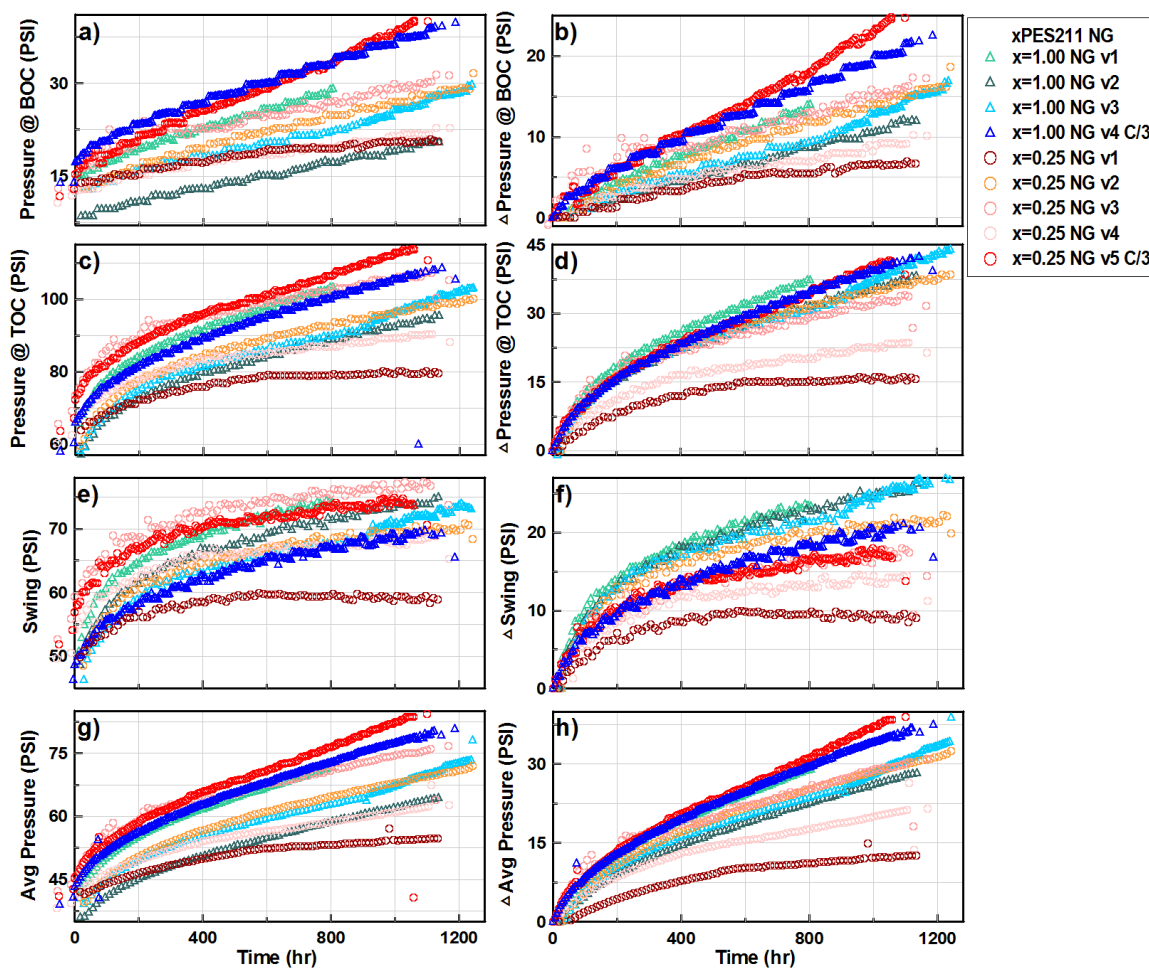 a)
30
15
Pressure @ BOC (PSI)
b)
20
10
0
△Pressure @ BOC (PSI)
xPES211 NG
x=1.00 NG v1
x=1.00 NG v2
x=1.00 NG v3
x=1.00 NG v4 C/3
x=0.25 NG v1
x=0.25 NG v2
x=0.25 NG v3
x=0.25 NG v4
x=0.25 NG v5 C/3
c)
100
80
60
Pressure @ TOC (PSI)
d)
45
30
15
0
△Pressure @ TOC (PSI)
e)
70
60
50
Swing (PSI)
f)
20
10
0
△ Swing (PSI)
g)
75
60
45
Avg Pressure (PSI)
0 400 800 1200
Time (hr)
h)
30
15
0
△ Avg Pressure (PSI)
0 400 800 1200
Time (hr)